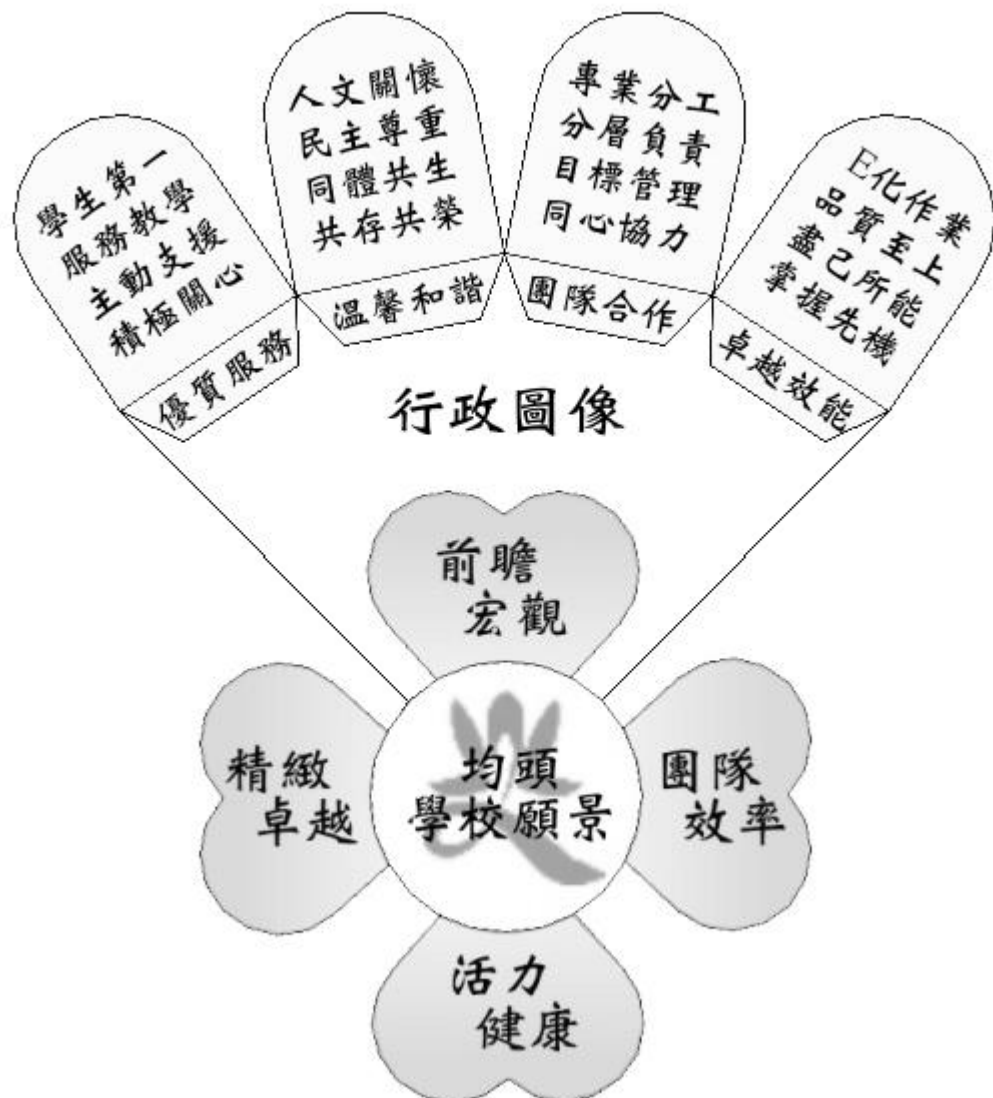 學生第一
服務教學
主動支援
積極關心
優質服務
人文關懷
民主尊重
同體共生
共存共榮
溫馨和諧
專業分工
分層負責
目標管理
同心協力
團隊合作
E化作業
品質至上
盡己所能
掌握先機
卓越效能
行政圖像
前瞻
宏觀
精緻
卓越
均頭
學校願景
團隊
效率
活力
健康